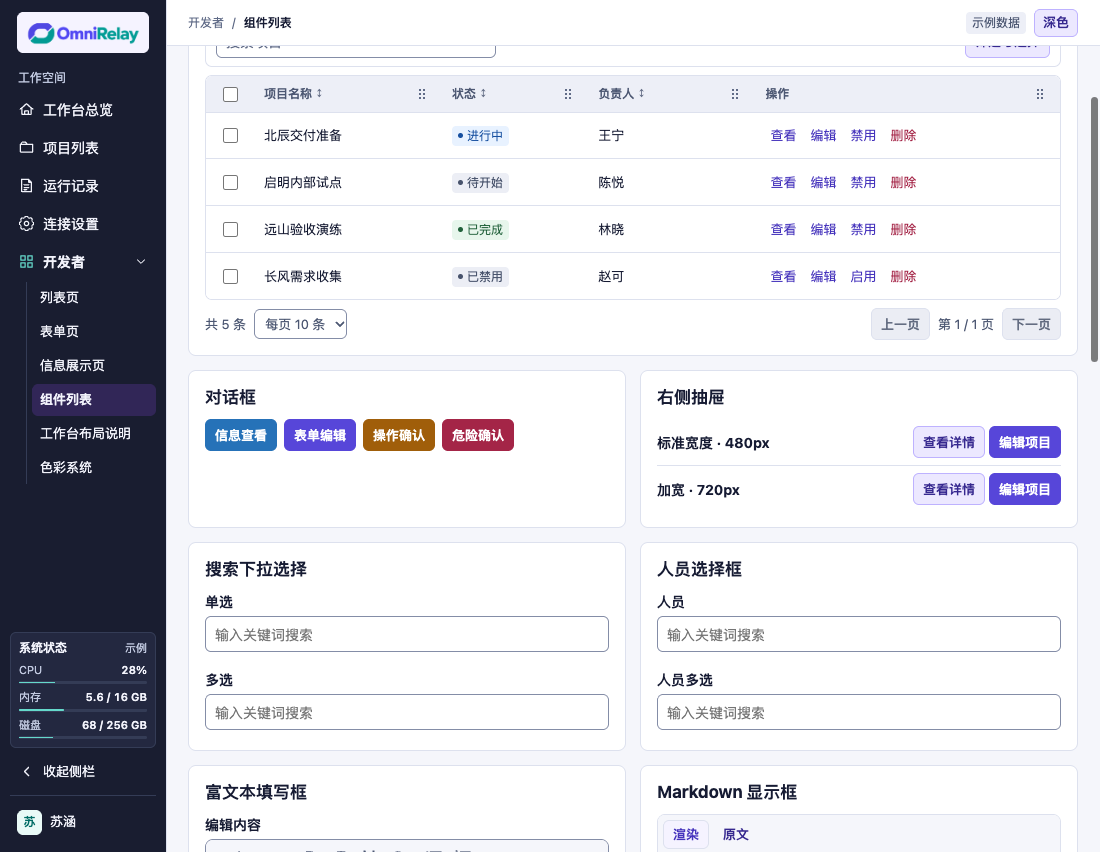 OmniRelay
开发者 / 组件列表
示例数据
深色
工作空间
工作台总览
项目列表
运行记录
连接设置
开发者
列表页
表单页
信息展示页
组件列表
工作台布局说明
色彩系统
系统状态 示例
CPU 28%
内存 5.6 / 16 GB
磁盘 68 / 256 GB
收起侧栏
苏 苏涵
项目名称 状态 负责人 操作
北辰交付准备 进行中 王宁 查看 编辑 禁用 删除
启明内部试点 待开始 陈悦 查看 编辑 禁用 删除
远山验收演练 已完成 林晓 查看 编辑 禁用 删除
长风需求收集 已禁用 赵可 查看 编辑 启用 删除
共 5 条 每页 10 条 上一页 第 1 / 1 页 下一页
对话框
信息查看 表单编辑 操作确认 危险确认
右侧抽屉
标准宽度 · 480px 查看详情 编辑项目
加宽 · 720px 查看详情 编辑项目
搜索下拉选择
单选
输入关键词搜索
多选
输入关键词搜索
人员选择框
人员
输入关键词搜索
人员多选
输入关键词搜索
富文本填写框
编辑内容
Markdown 显示框
渲染 原文